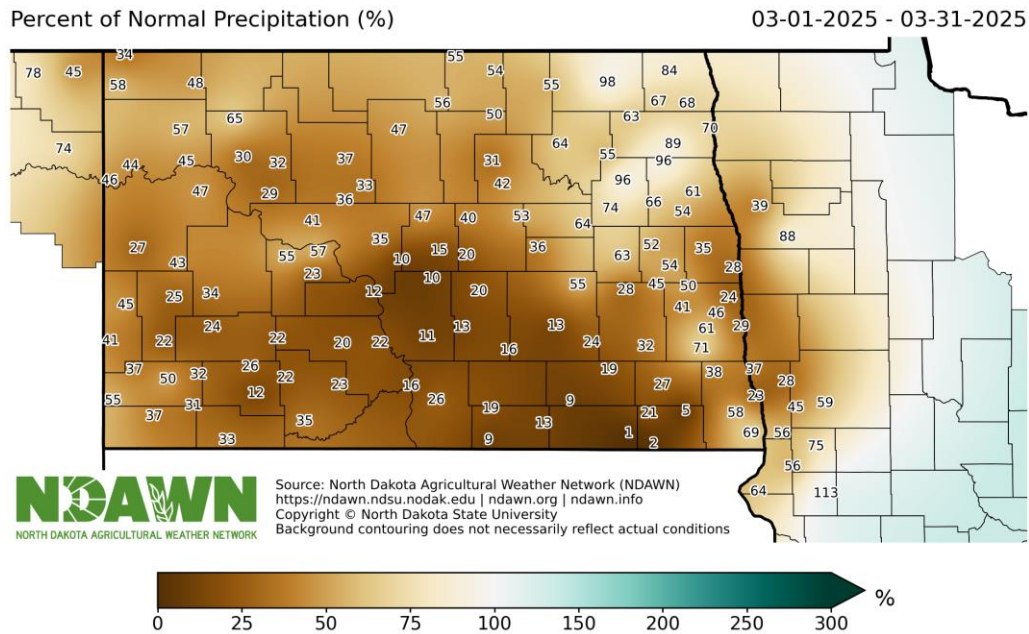 Percent of Normal Precipitation (%) 03-01-2025 - 03-31-2025
34 55
78 45 54 98 84
58 48 55
56 67 68
65 50 63
57 47 70
74 64 89
45 30 32 37 31 55 96
44
46 47 29 33 42 96 61
36 66 39
41 47 40 53 74 54
64 88
35 15 36 52 35
27 55 57 10 20 63
43 23 54 28
10 55 45 50
45 25 34 12 20 28 24
41 46
24 13 13 61 29
41 22 22 20 22 11 24 32 71
16
37 26 19 38 37
50 32 22 23 16 27 28
12 23
55 31 26 19 9 21 5 45 59
37 35 13 58
33 9 1 69 56
2 75
56
64 113
NDAWN
NORTH DAKOTA AGRICULTURAL WEATHER NETWORK
Source: North Dakota Agricultural Weather Network (NDAWN)
https://ndawn.ndsu.nodak.edu | ndawn.org | ndawn.info
Copyright © North Dakota State University
Background contouring does not necessarily reflect actual conditions
%
0 25 50 75 100 150 200 250 300